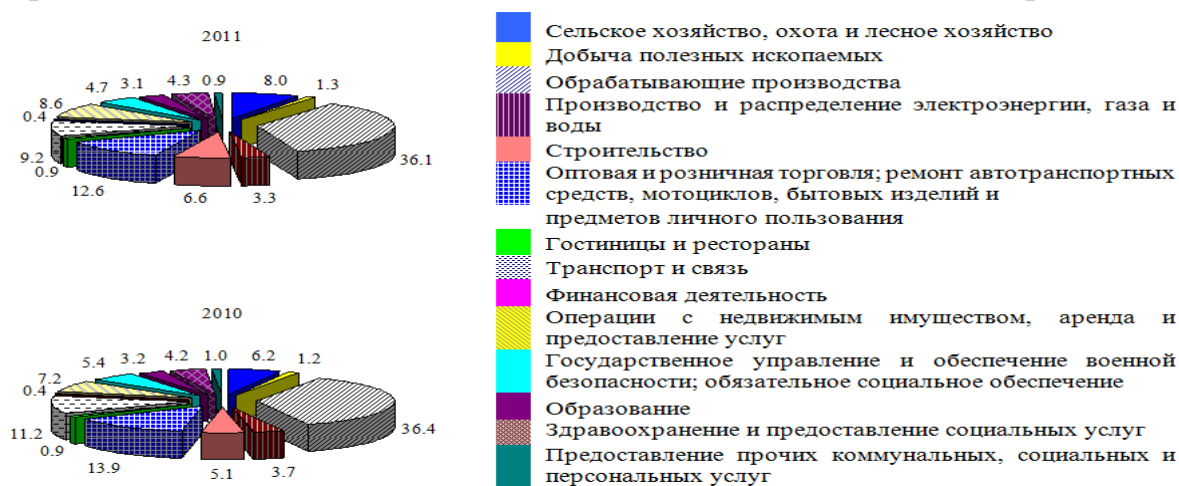 2011
4.7 3.1 4.3 0.9 8.0 1.3
8.6
0.4
36.1
9.2
0.9
12.6
6.6
3.3
2010
5.4 3.2 4.2 1.0 6.2 1.2
7.2
0.4
36.4
11.2
0.9
13.9
5.1
3.7
Сельское хозяйство, охота и лесное хозяйство
Добыча полезных ископаемых
Обрабатывающие производства
Производство и распределение электроэнергии, газа и
воды
Строительство
Оптовая и розничная торговля; ремонт автотранспортных
средств, мотоциклов, бытовых изделий и
предметов личного пользования
Гостиницы и рестораны
Транспорт и связь
Финансовая деятельность
Операции с недвижимым имуществом, аренда и
предоставление услуг
Государственное управление и обеспечение военной
безопасности; обязательное социальное обеспечение
Образование
Здравоохранение и предоставление социальных услуг
Предоставление прочих коммунальных, социальных и
персональных услуг